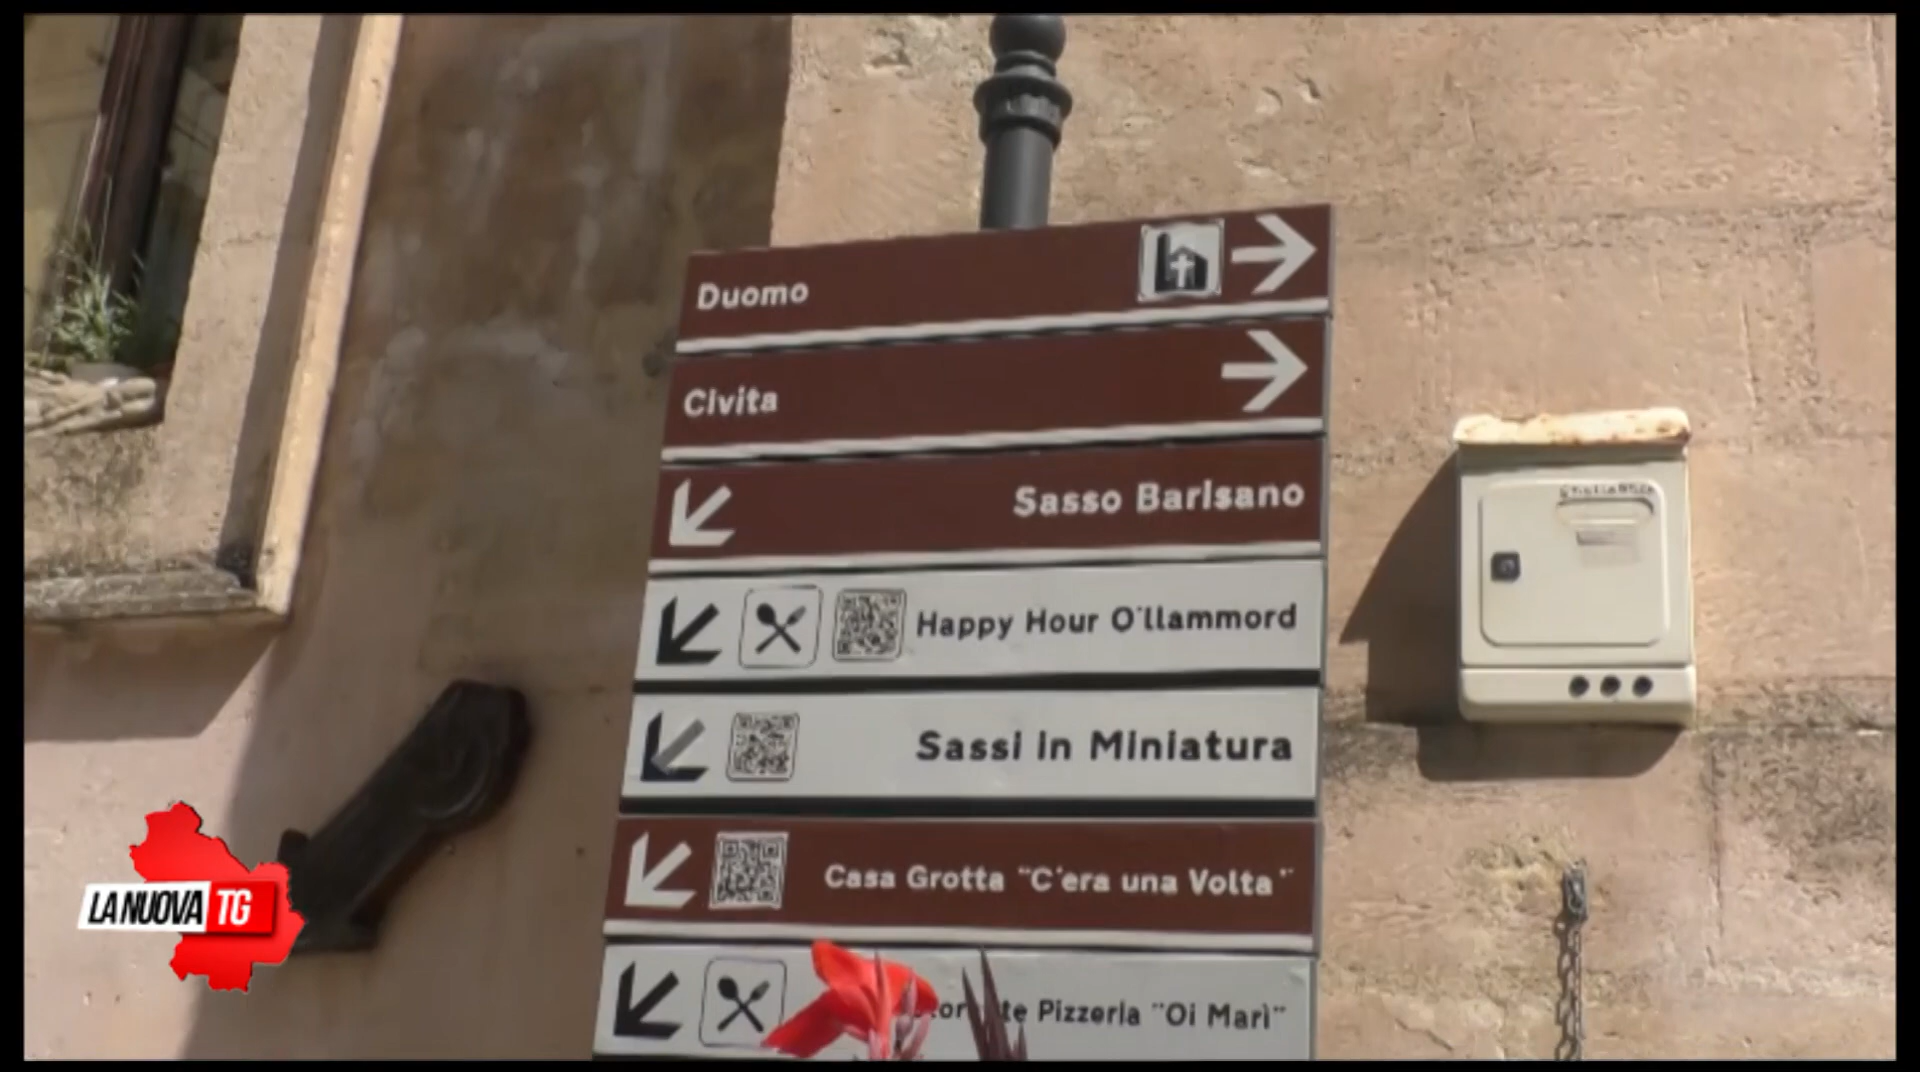 Duomo
Civita
Sasso Barisano
Happy Hour O'llammord
Sassi in Miniatura
Casa Grotta "C'era una Volta"
Pizzeria "Oi Marì"
LA NUOVA TG